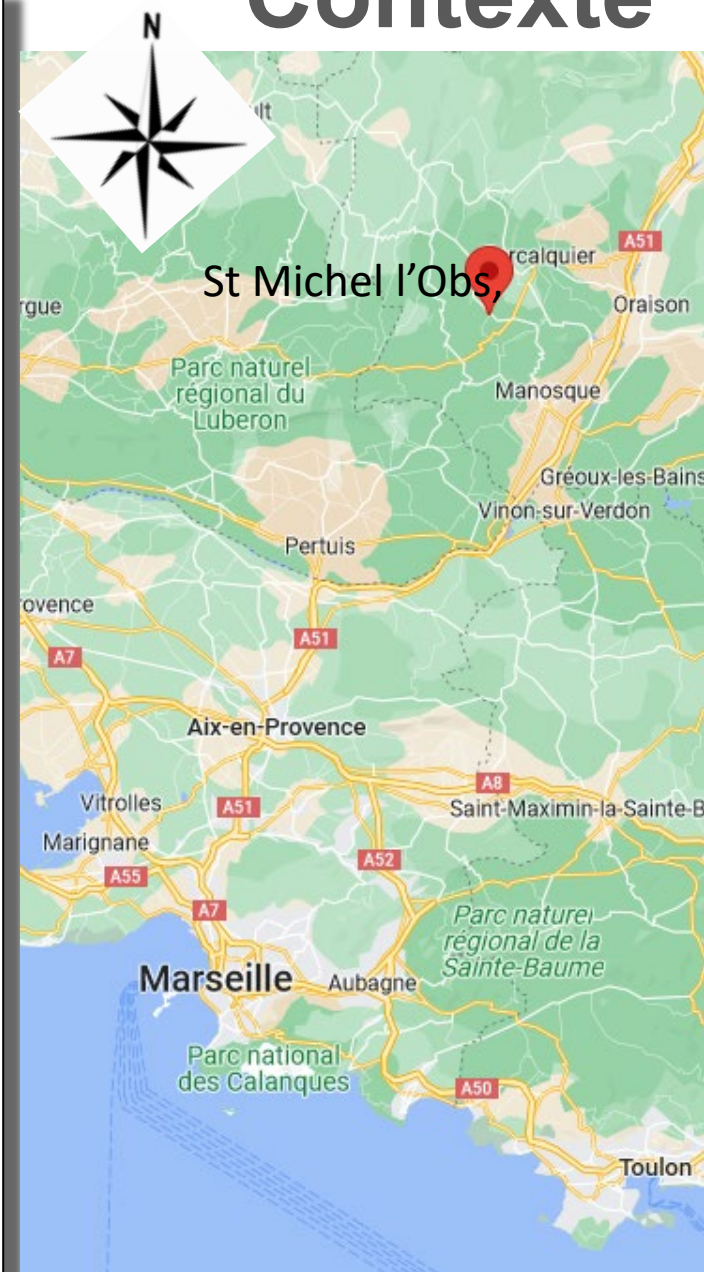 Contexte
N
ult
rcalquier
A51
St Michel l’Obs,
rgue
Oraison
Parc naturel
régional du
Luberon
Manosque
Gréoux-les-Bains
Vinon-sur-Verdon
Pertuis
ovence
A51
A7
Aix-en-Provence
A8
Vitrolles
A51
Saint-Maximin-la-Sainte-B
Marignane
A52
A55
A7
Parc naturel
régional de la
Sainte-Baume
Marseille
Aubagne
Parc national
des Calanques
A50
Toulon